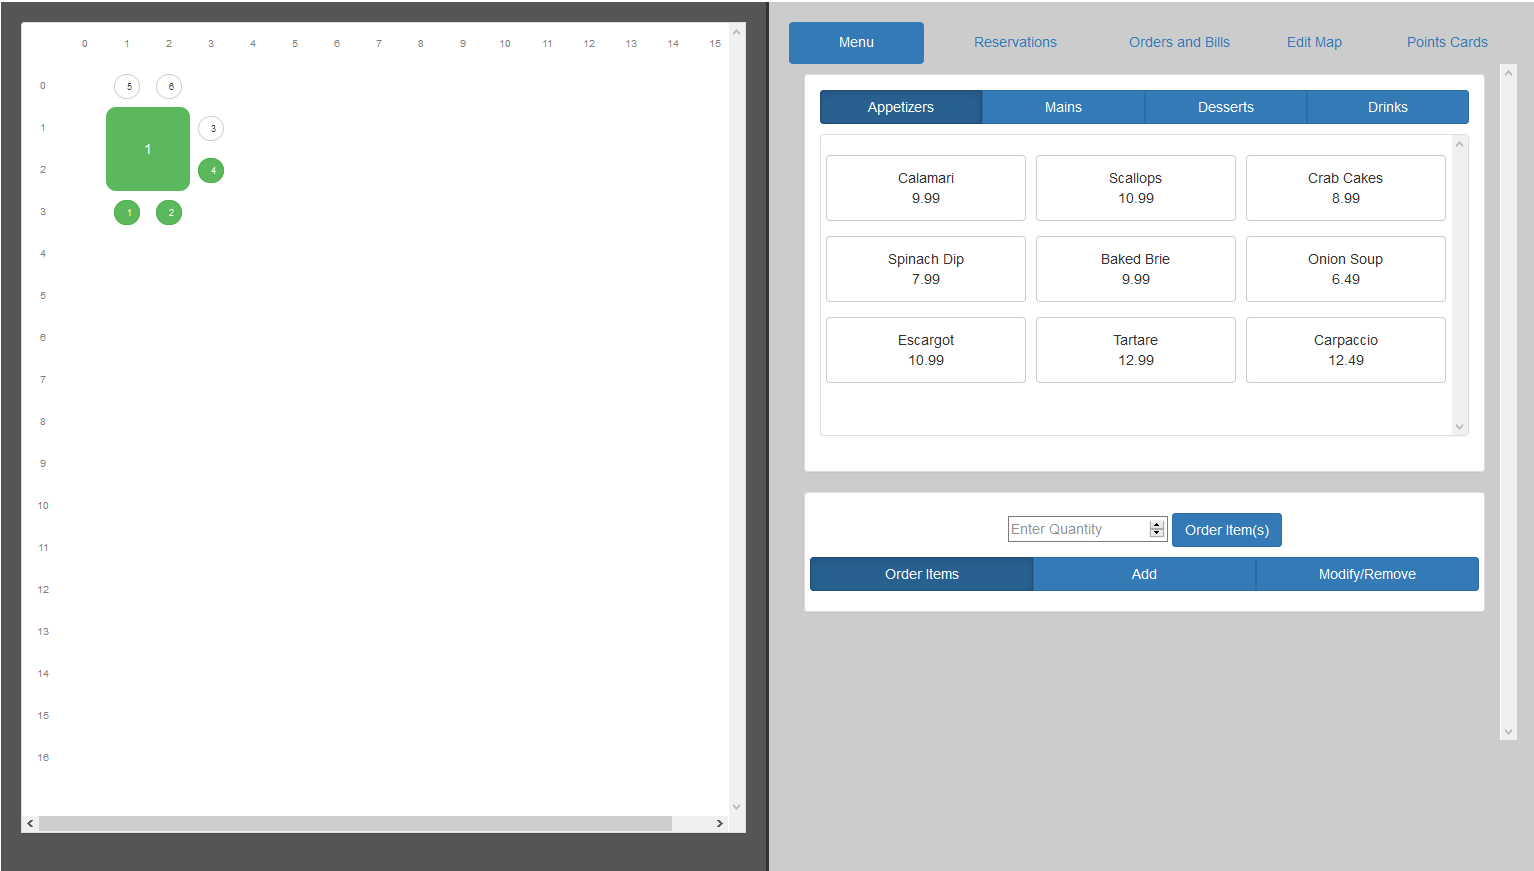 0 1 2 3 4 5 6 7 8 9 10 11 12 13 14 15
0 5 6
1 3
1
2 4
3 1 2
4
5
6
7
8
9
10
11
12
13
14
15
16
Menu Reservations Orders and Bills Edit Map Points Cards
Appetizers Mains Desserts Drinks
Calamari Scallops Crab Cakes
9.99 10.99 8.99
Spinach Dip Baked Brie Onion Soup
7.99 9.99 6.49
Escargot Tartare Carpaccio
10.99 12.99 12.49
Enter Quantity Order Item(s)
Order Items Add Modify/Remove